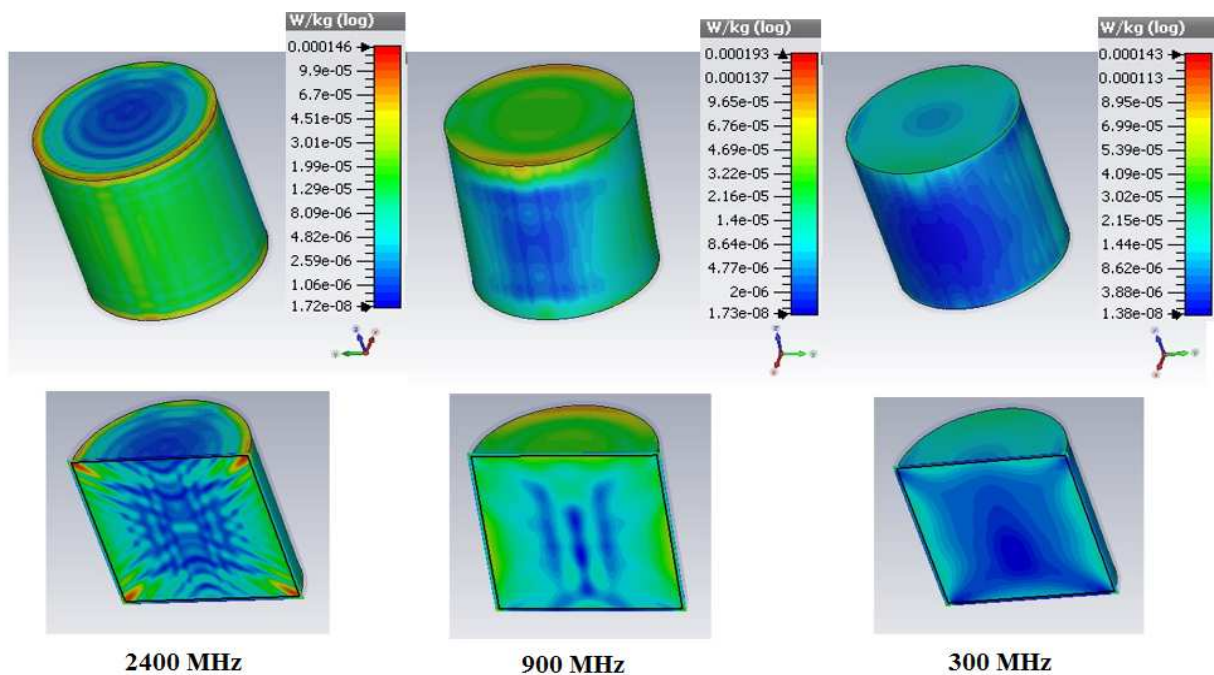 W/kg (log)
0.000146
9.9e-05
6.7e-05
4.51e-05
3.01e-05
1.99e-05
1.29e-05
8.09e-06
4.82e-06
2.59e-06
1.06e-06
1.72e-08
W/kg (log)
0.000193
0.000137
9.65e-05
6.76e-05
4.69e-05
3.22e-05
2.16e-05
1.4e-05
8.64e-06
4.77e-06
2e-06
1.73e-08
W/kg (log)
0.000143
0.000113
8.95e-05
6.99e-05
5.39e-05
4.09e-05
3.02e-05
2.15e-05
1.44e-05
8.62e-06
3.88e-06
1.38e-08
2400 MHz
900 MHz
300 MHz